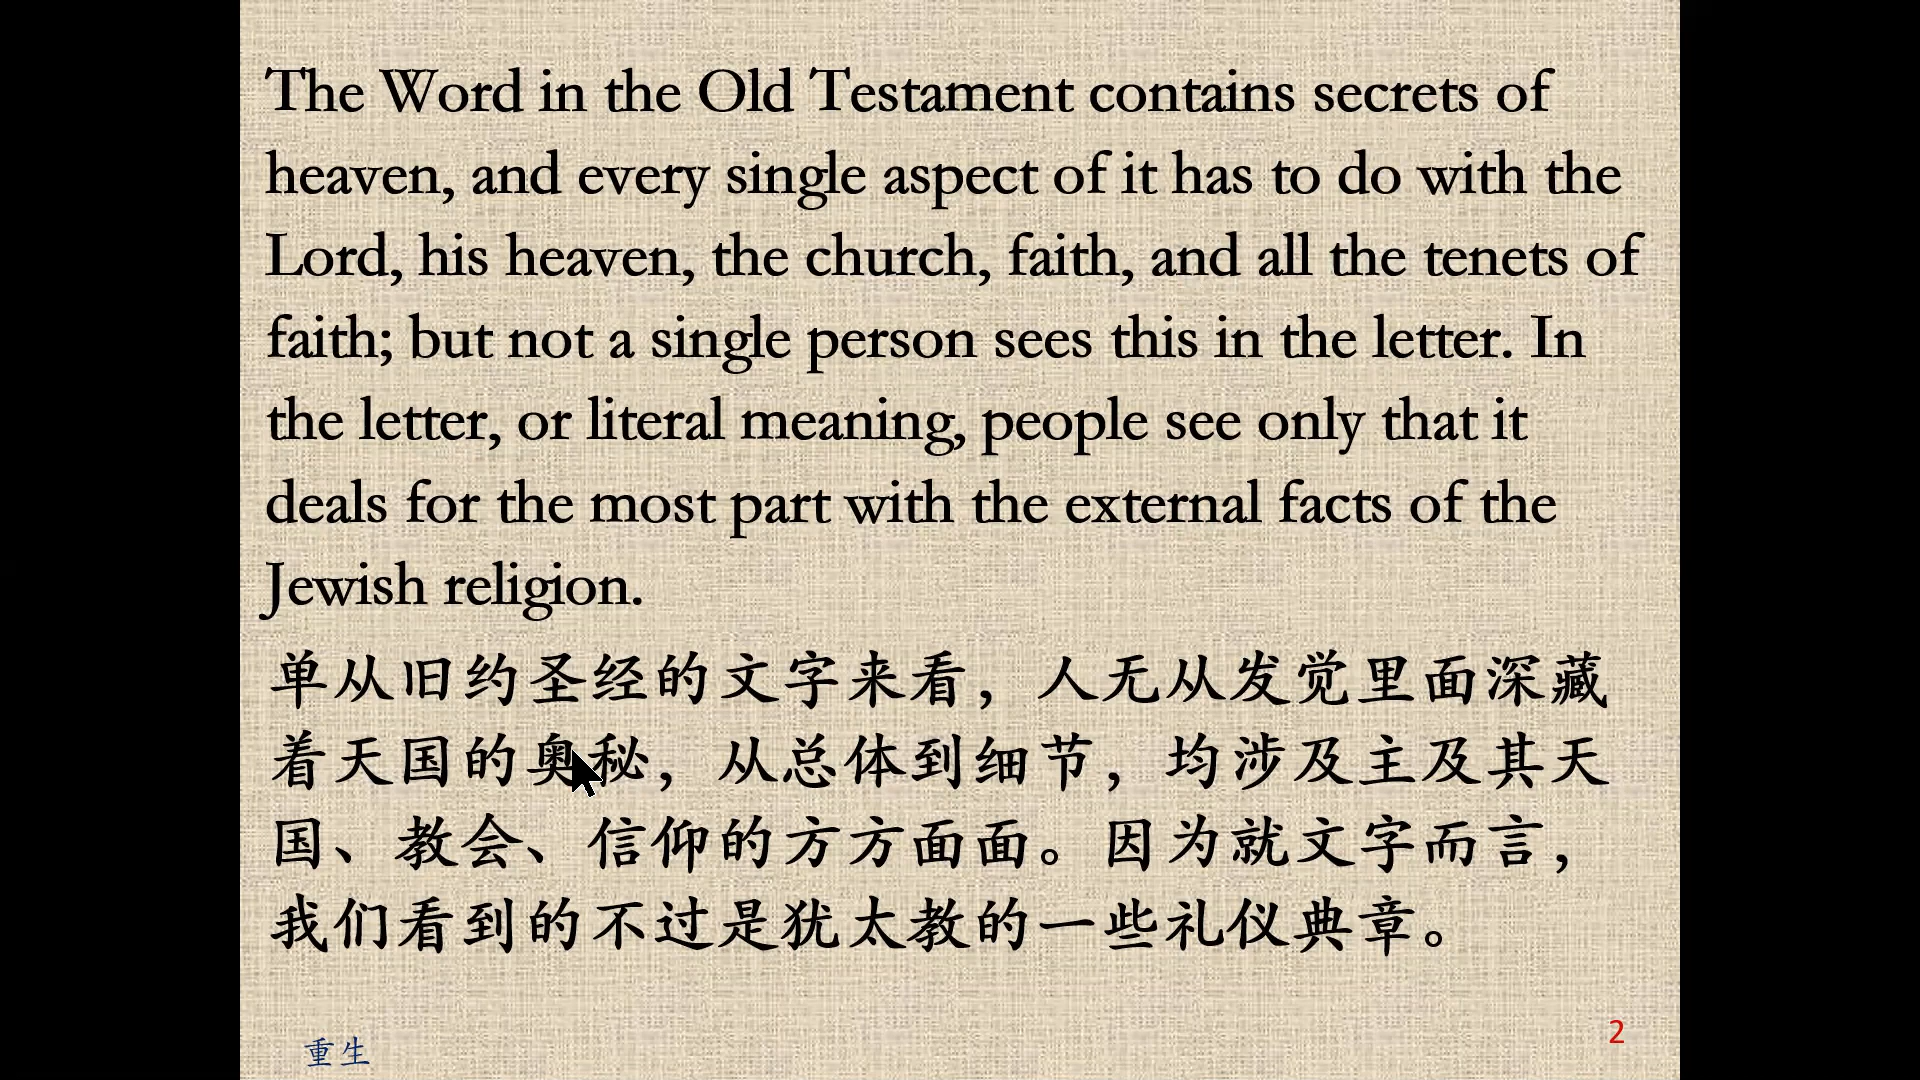 The Word in the Old Testament contains secrets of
heaven, and every single aspect of it has to do with the
Lord, his heaven, the church, faith, and all the tenets of
faith; but not a single person sees this in the letter. In
the letter, or literal meaning, people see only that it
deals for the most part with the external facts of the
Jewish religion.
单从旧约圣经的文字来看，人无从发觉里面深藏
着天国的奥秘，从总体到细节，均涉及主及其天
国、教会、信仰的方方面面。因为就文字而言，
我们看到的不过是犹太教的一些礼仪典章。
重生
2